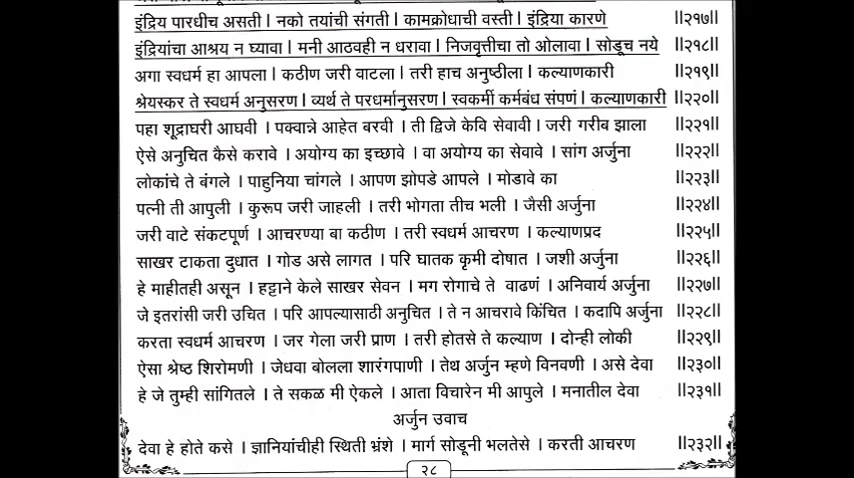 इंद्रिय पारधीच असती । नको तयांची संगती । कामक्रोधाची वस्ती । इंद्रिया कारणे ॥२१७॥
इंद्रियांचा आश्रय न घ्यावा । मनी आठवही न धरावा । निजवृत्तीचा तो ओलावा । सोडूच नये ॥२१८॥
अगा स्वधर्म हा आपला । कठीण जरी वाटला । तरी हाच अनुष्ठीला । कल्याणकारी ॥२१९॥
श्रेयस्कर ते स्वधर्म अनुसरण । व्यर्थ ते परधर्मानुसरण । स्वकर्मी कर्मबंध संपणं । कल्याणकारी ॥२२०॥
पहा शूद्राघरी आघवी । पक्वान्ने आहेत बरवी । ती द्विजे केवि सेवावी । जरी गरीब झाला ॥२२१॥
ऐसे अनुचित कैसे करावे । अयोग्य का इच्छावे । वा अयोग्य का सेवावे । सांग अर्जुना ॥२२२॥
लोकांचे ते बंगले । पाहुनिया चांगले । आपण झोपडे आपले । मोडावे का ॥२२३॥
पत्नी ती आपुली । कुरूप जरी जाहली । तरी भोगता तीच भली । जैसी अर्जुना ॥२२४॥
जरी वाटे संकटपूर्ण । आचरण्या बा कठीण । तरी स्वधर्म आचरण । कल्याणप्रद ॥२२५॥
साखर टाकता दुधात । गोड असे लागत । परि घातक कृमी दोषात । जशी अर्जुना ॥२२६॥
हे माहीतही असून । हट्टाने केले साखर सेवन । मग रोगाचे ते वाढणं । अनिवार्य अर्जुना ॥२२७॥
जे इतरांसी जरी उचित । परि आपल्यासाठी अनुचित । ते न आचरावे किंचित । कदापि अर्जुना ॥२२८॥
करता स्वधर्म आचरण । जर गेला जरी प्राण । तरी होतसे ते कल्याण । दोन्ही लोकी ॥२२९॥
ऐसा श्रेष्ठ शिरोमणी । जेधवा बोलला शारंगपाणी । तेथ अर्जुन म्हणे विनवणी । असे देवा ॥२३०॥
हे जे तुम्ही सांगितले । ते सकळ मी ऐकले । आता विचारेन मी आपुले । मनातील देवा ॥२३१॥
अर्जुन उवाच
देवा हे होते कसे । ज्ञानियांचीही स्थिती भ्रंशे । मार्ग सोडूनी भलतेसे । करती आचरण ॥२३२॥
२८